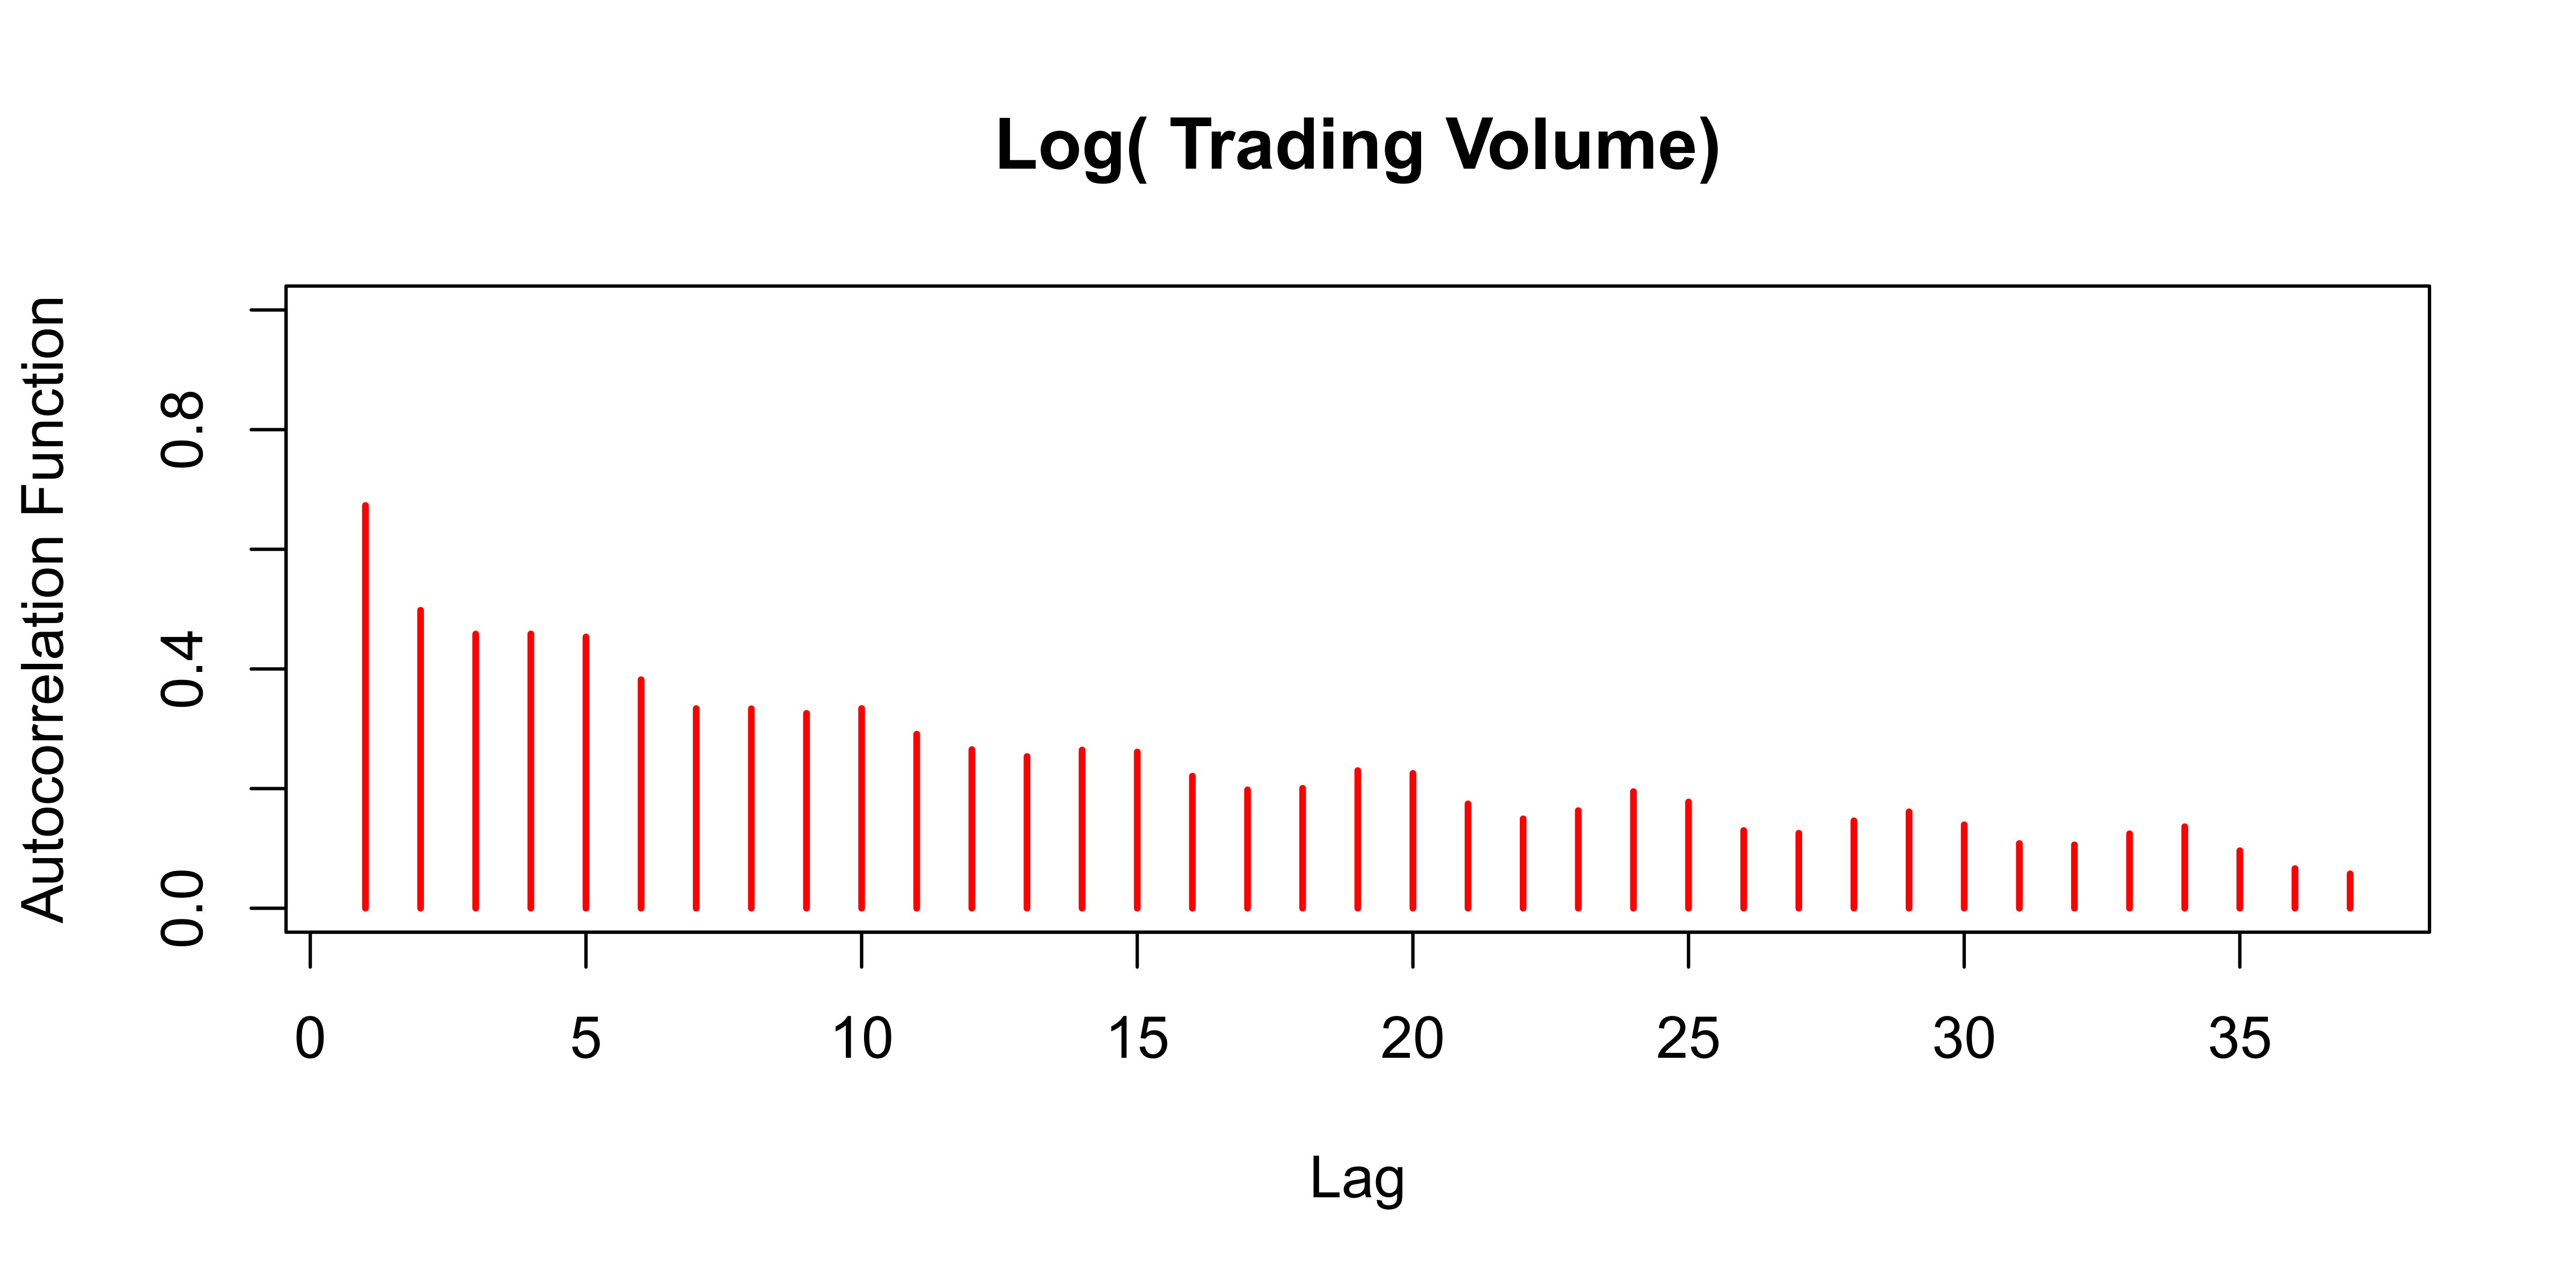 Log( Trading Volume)
Autocorrelation Function
0.8
0.4
0.0
0 5 10 15 20 25 30 35
Lag